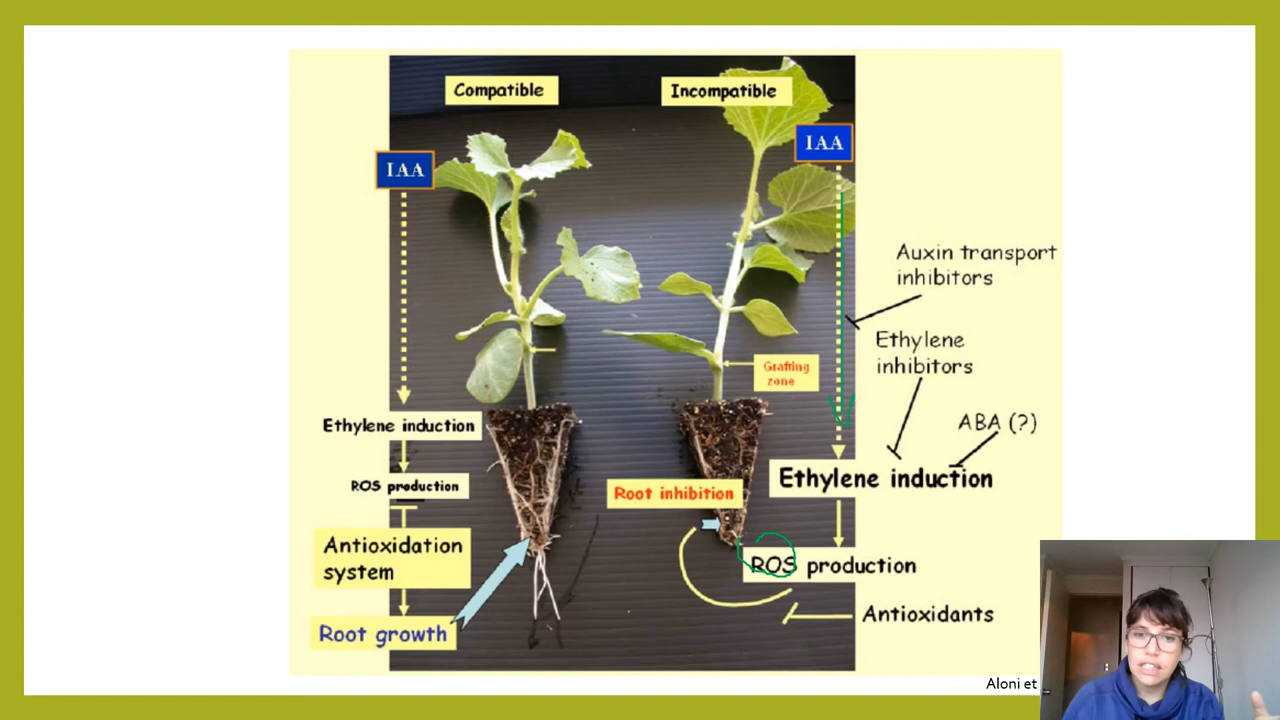 Compatible
Incompatible
IAA
IAA
Auxin transport
inhibitors
Ethylene
inhibitors
Grafting
zone
ABA (?)
Ethylene induction
Ethylene induction
ROS production
Root inhibition
Antioxidation
system
ROS production
Root growth
Antioxidants
Aloni et